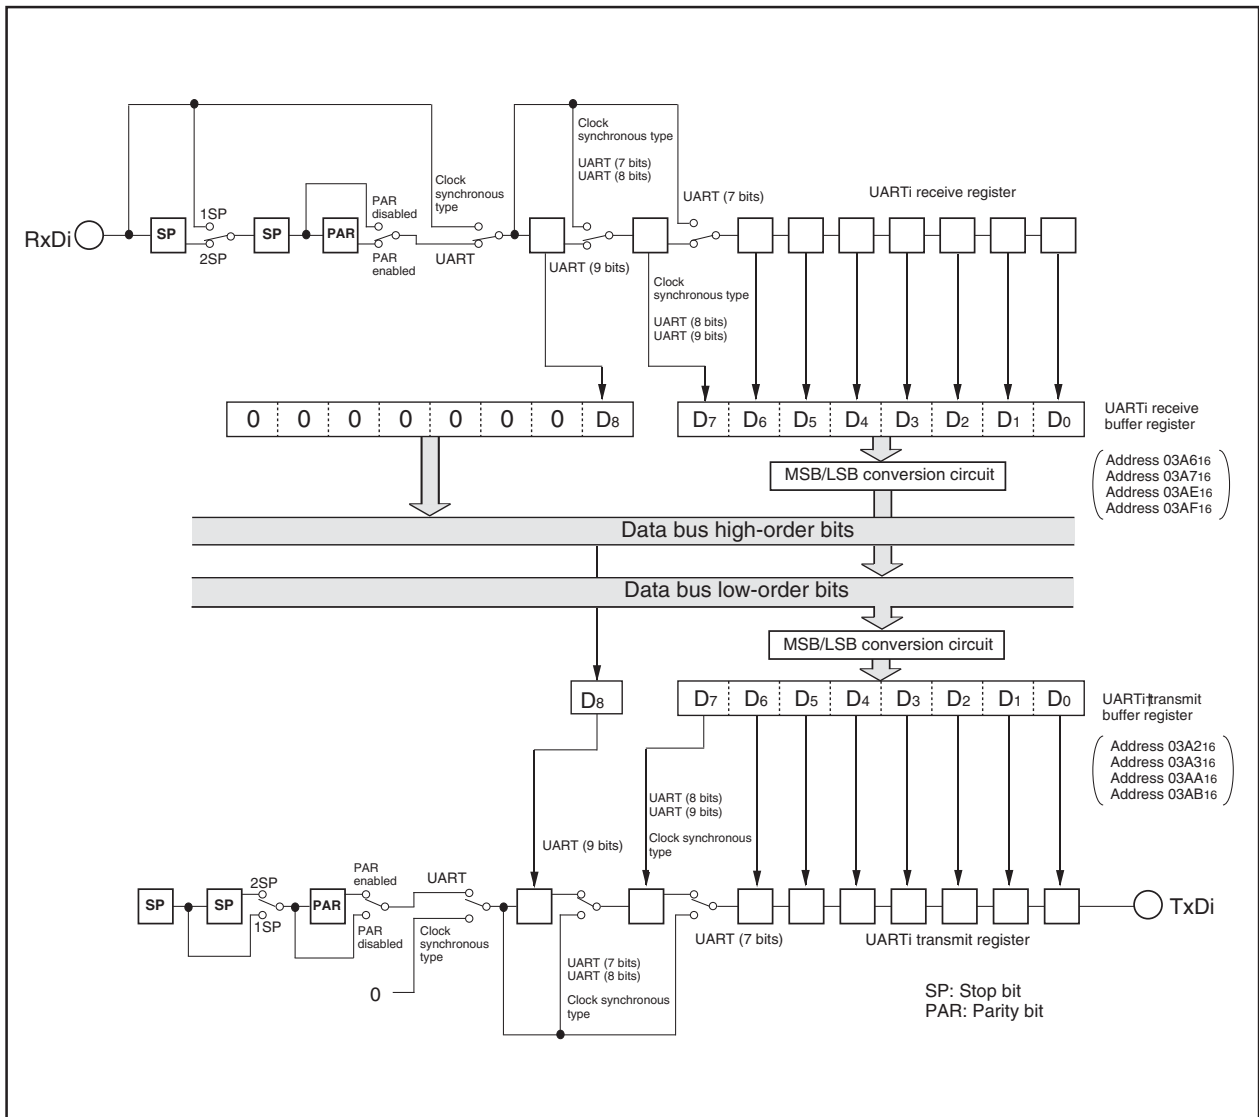 Clock
synchronous type
UART (7 bits)
UART (8 bits)
Clock
synchronous
type
PAR
disabled
UART (7 bits)
UARTi receive register
RxDi
SP
1SP
2SP
SP
PAR
PAR
enabled
UART
UART (9 bits)
Clock
synchronous type
UART (8 bits)
UART (9 bits)
0 0 0 0 0 0 0 D8
D7 D6 D5 D4 D3 D2 D1 D0
UARTi receive
buffer register
MSB/LSB conversion circuit
Address 03A616
Address 03A716
Address 03AE16
Address 03AF16
Data bus high-order bits
Data bus low-order bits
MSB/LSB conversion circuit
D8
D7 D6 D5 D4 D3 D2 D1 D0
UARTi transmit
buffer register
Address 03A216
Address 03A316
Address 03AA16
Address 03AB16
UART (8 bits)
UART (9 bits)
Clock synchronous
type
UART (9 bits)
SP
SP
2SP
1SP
PAR
PAR
enabled
PAR
disabled
UART
Clock
synchronous
type
0
UART (7 bits)
UART (8 bits)
Clock synchronous
type
UART (7 bits)
UARTi transmit register
TxDi
SP: Stop bit
PAR: Parity bit